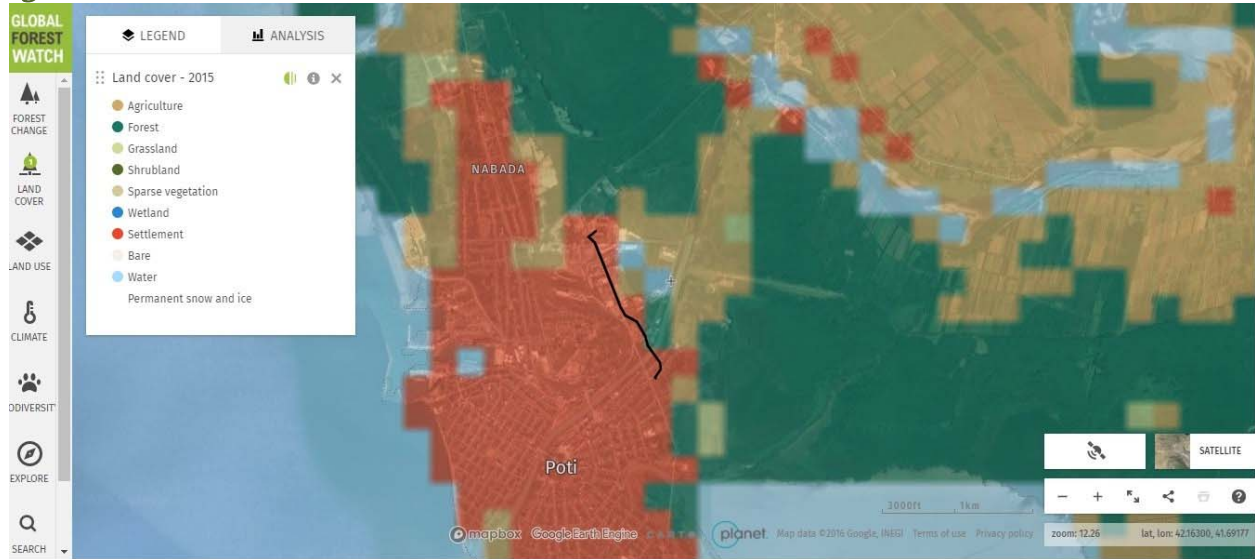 GLOBAL
FOREST
WATCH
FOREST
CHANGE
1
LAND
COVER
LAND USE
CLIMATE
ODIVERSIT
EXPLORE
SEARCH
LEGEND
ANALYSIS
Land cover - 2015
Agriculture
Forest
Grassland
Shrubland
Sparse vegetation
Wetland
Settlement
Bare
Water
Permanent snow and ice
NABADA
Poti
3000ft 1km
mapbox Google Earth Engine CARTO planet. Map data ©2016 Google, INEGI Terms of use Privacy policy
SATELLITE
zoom: 12.26 lat, lon: 42.16300, 41.69177